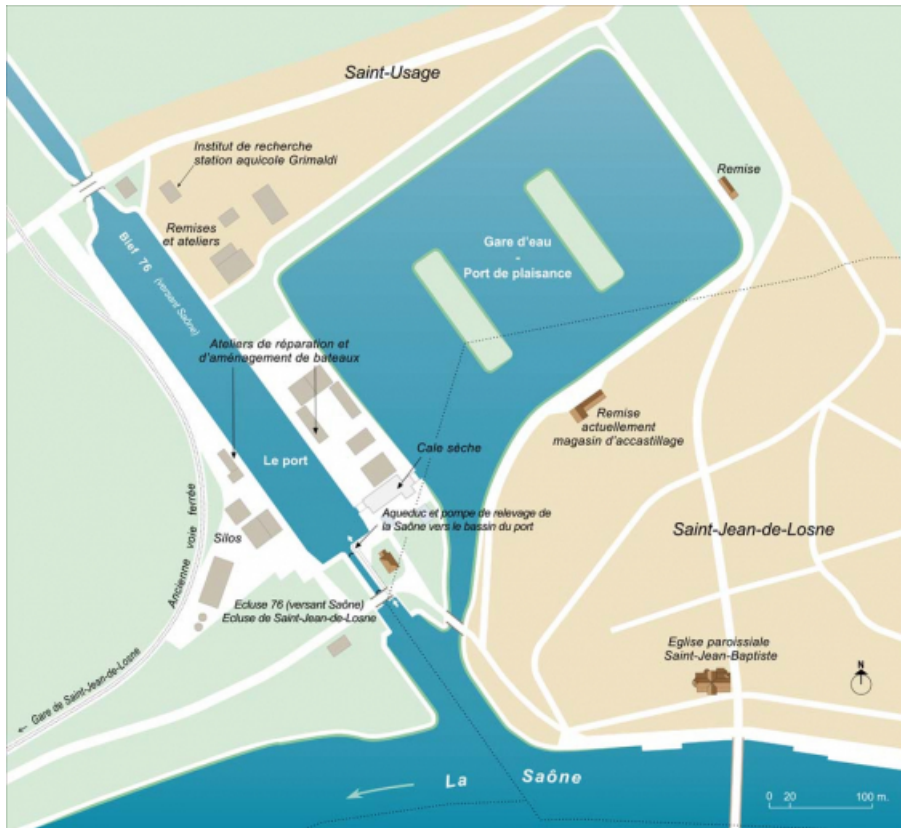 Saint-Usage
Institut de recherche
station aquicole Grimaldi
Remise
Remises
et ateliers
Bief 76 (versant Saône)
Gare d'eau
-
Port de plaisance
Ateliers de réparation et
d'aménagement de bateaux
Remise
actuellement
magasin d'accastillage
Cale sèche
Le port
Aqueduc et pompe de relevage de
la Saône vers le bassin du port
Ancienne voie ferrée
Silos
Saint-Jean-de-Losne
Ecluse 76 (versant Saône)
Ecluse de Saint-Jean-de-Losne
Eglise paroissiale
Saint-Jean-Baptiste
N
← Gare de Saint-Jean-de-Losne
La Saône
0 20 100 m.